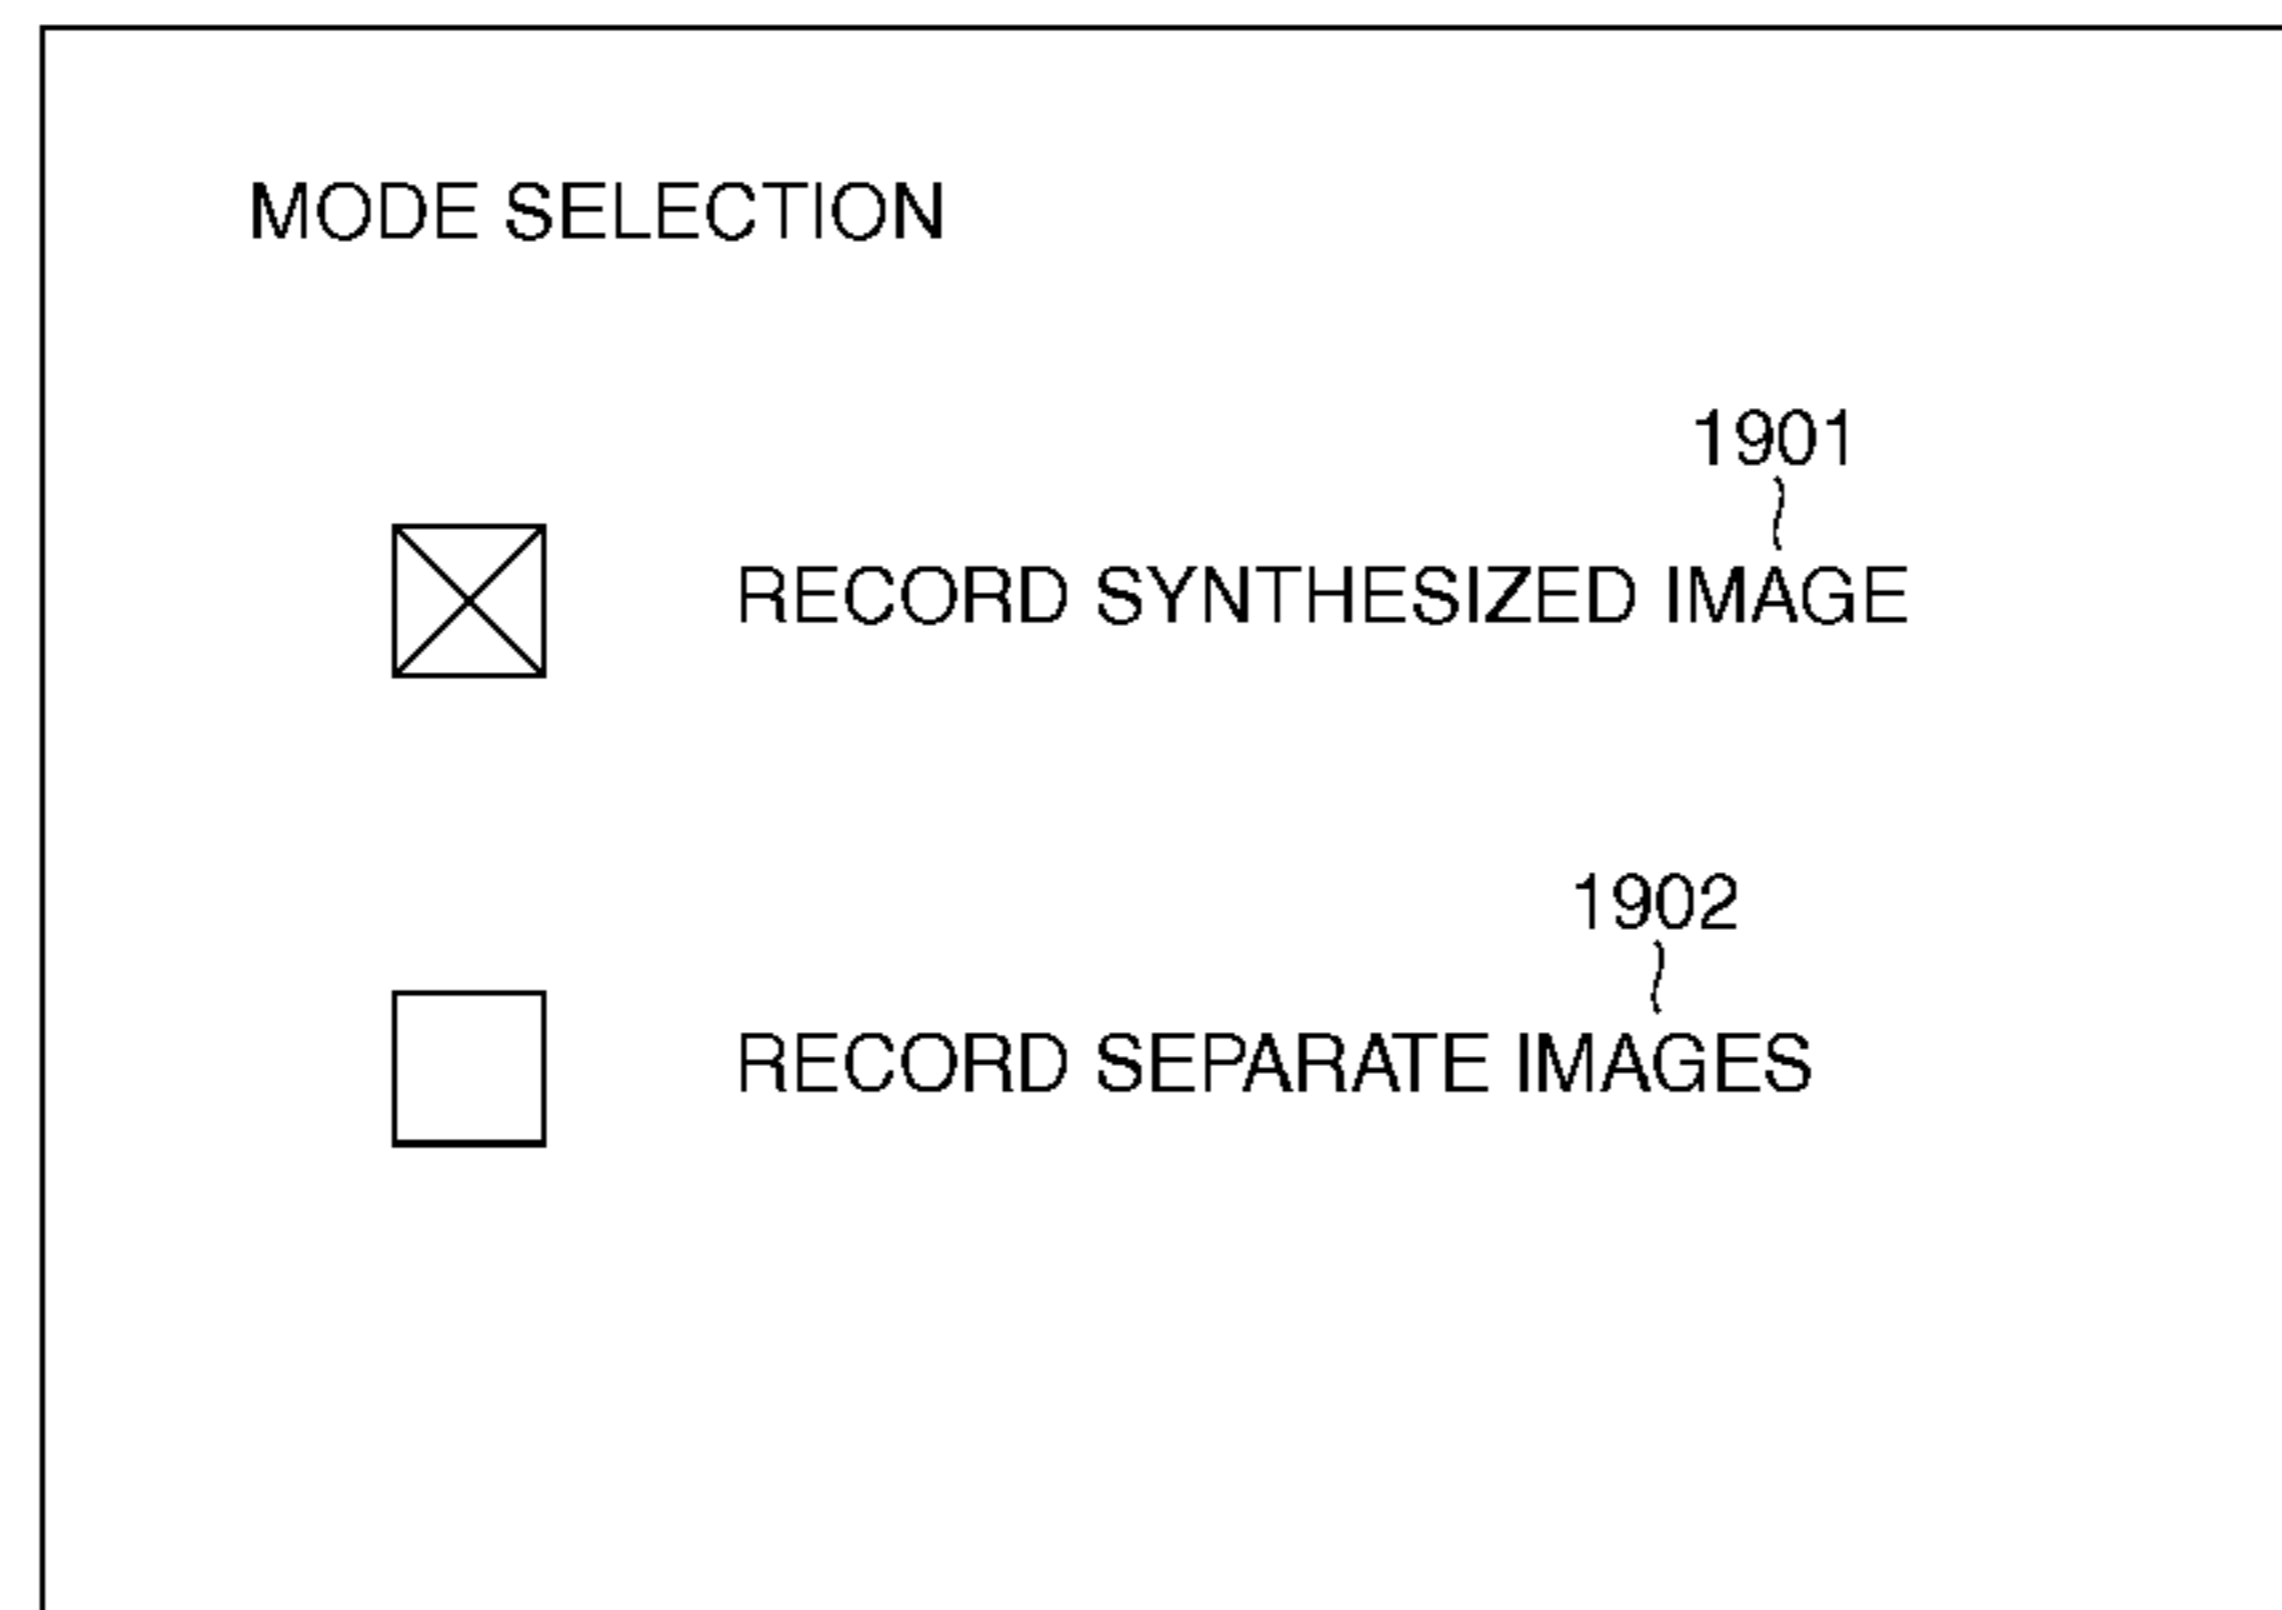 MODE SELECTION
1901
RECORD SYNTHESIZED IMAGE
1902
RECORD SEPARATE IMAGES